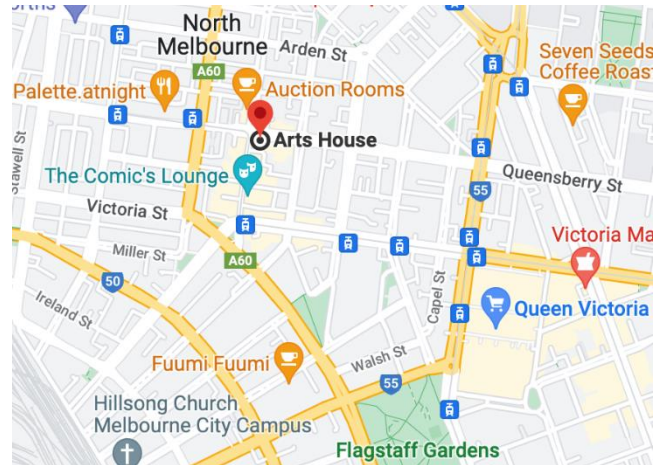 North
Melbourne
Arden St
Seven Seeds
Coffee Roast
A60
Palette.atnight
Auction Rooms
Arts House
Stawell St
The Comic's Lounge
Queensberry St
55
Victoria St
Miller St
A60
Victoria Ma
50
Capel St
Ireland St
Queen Victoria
Fuumi Fuumi
Walsh St
55
Hillsong Church
Melbourne City Campus
Flagstaff Gardens